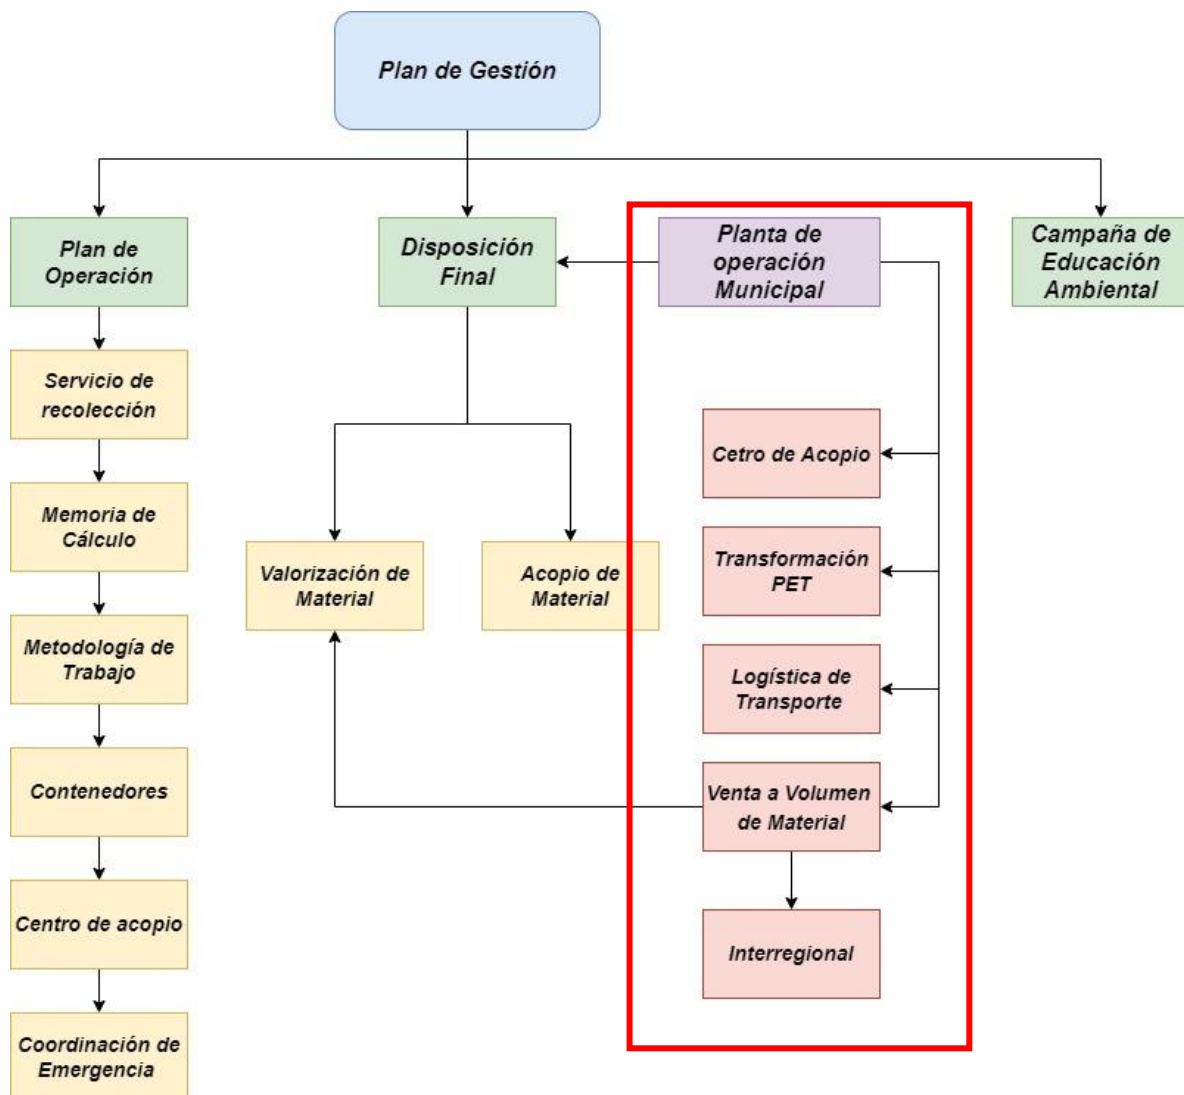 Plan de Gestión
Plan de
Operación
Disposición
Final
Planta de
operación
Municipal
Campaña de
Educación
Ambiental
Servicio de
recolección
Memoria de
Cálculo
Metodología de
Trabajo
Contenedores
Centro de acopio
Coordinación de
Emergencia
Valorización de
Material
Acopio de
Material
Cetro de Acopio
Transformación
PET
Logística de
Transporte
Venta a Volumen
de Material
Interregional